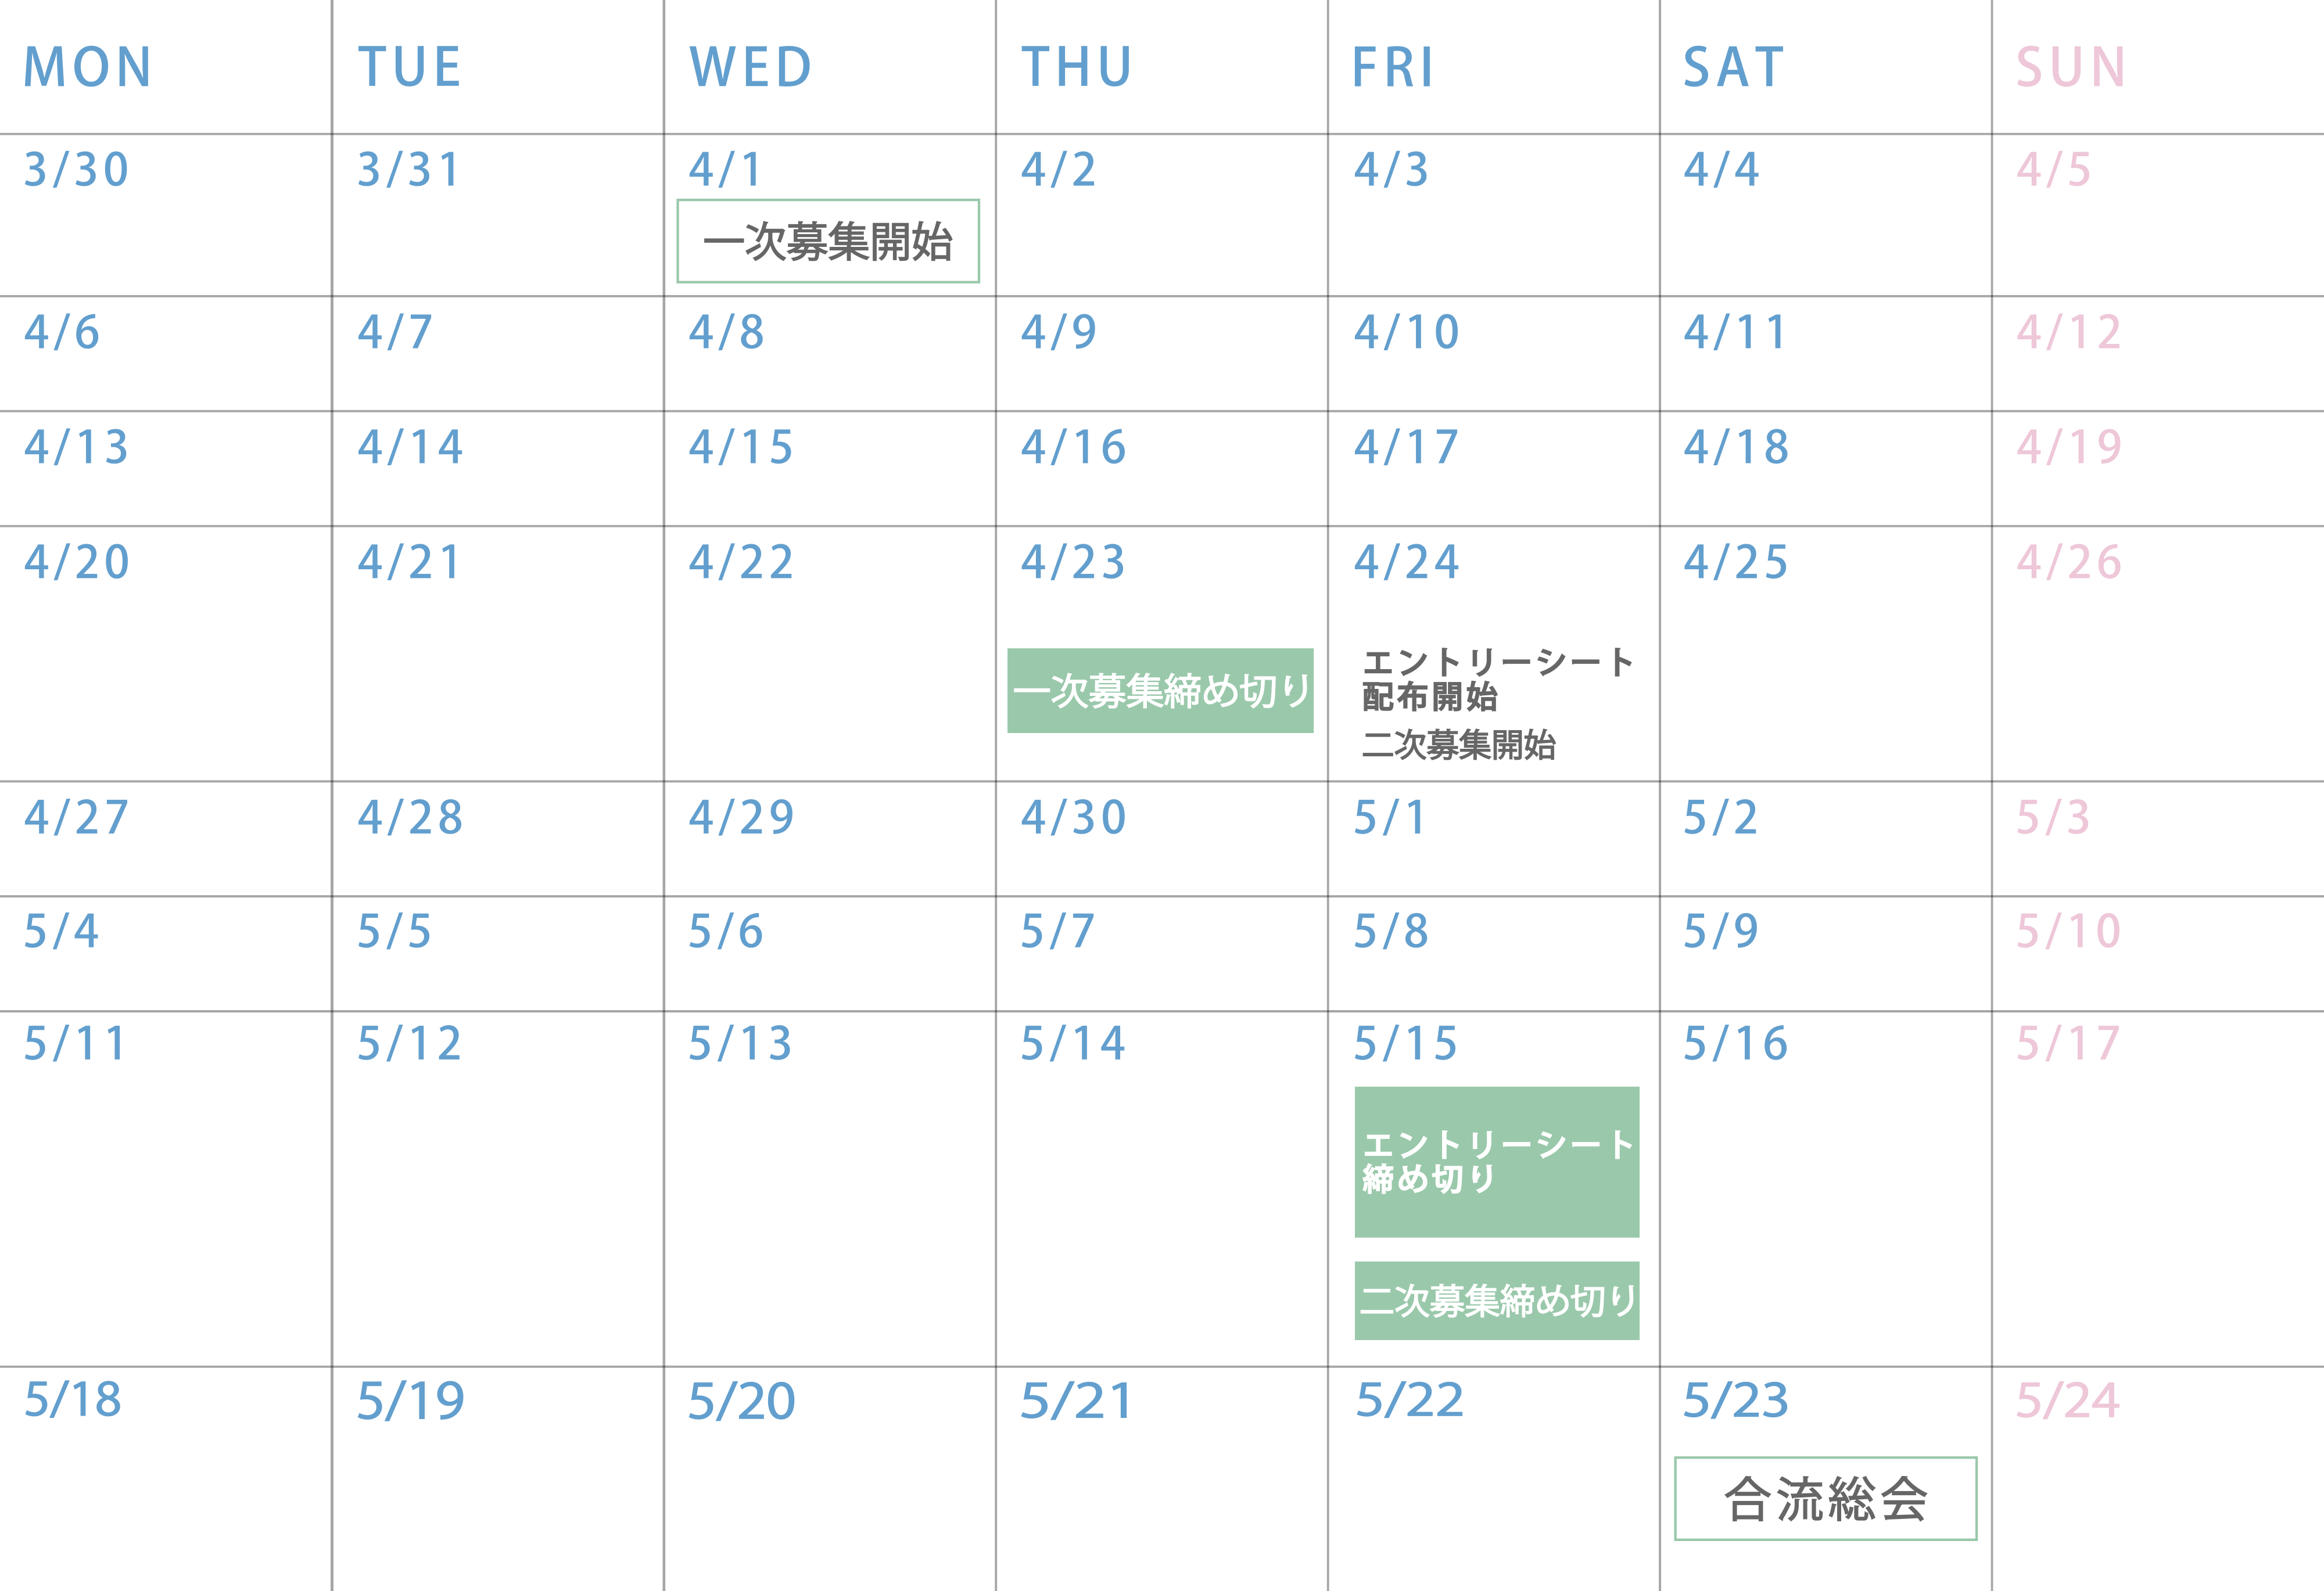 MON TUE WED THU FRI SAT SUN
3/30 3/31 4/1 4/2 4/3 4/4 4/5
一次募集開始
4/6 4/7 4/8 4/9 4/10 4/11 4/12
4/13 4/14 4/15 4/16 4/17 4/18 4/19
4/20 4/21 4/22 4/23 4/24 4/25 4/26
一次募集締め切り
エントリーシート
配布開始
二次募集開始
4/27 4/28 4/29 4/30 5/1 5/2 5/3
5/4 5/5 5/6 5/7 5/8 5/9 5/10
5/11 5/12 5/13 5/14 5/15 5/16 5/17
エントリーシート
締め切り
二次募集締め切り
5/18 5/19 5/20 5/21 5/22 5/23 5/24
合流総会